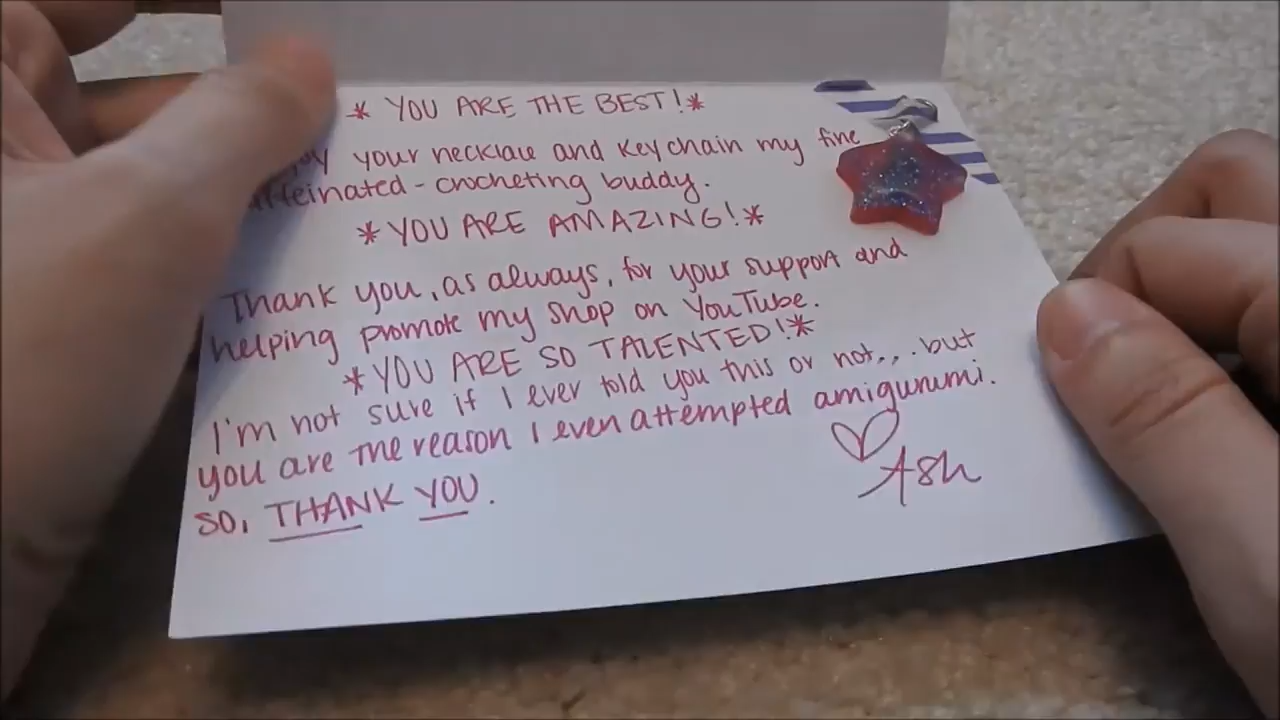 * YOU ARE THE BEST! *
your necklace and keychain my fine
- crocheting buddy.
* YOU ARE AMAZING! *
Thank you, as always, for your support and
helping promote my shop on YouTube.
* YOU ARE SO TALENTED! *
I'm not sure if I ever told you this or not... but
you are the reason I even attempted amigurumi.
SO, THANK YOU.
Ash